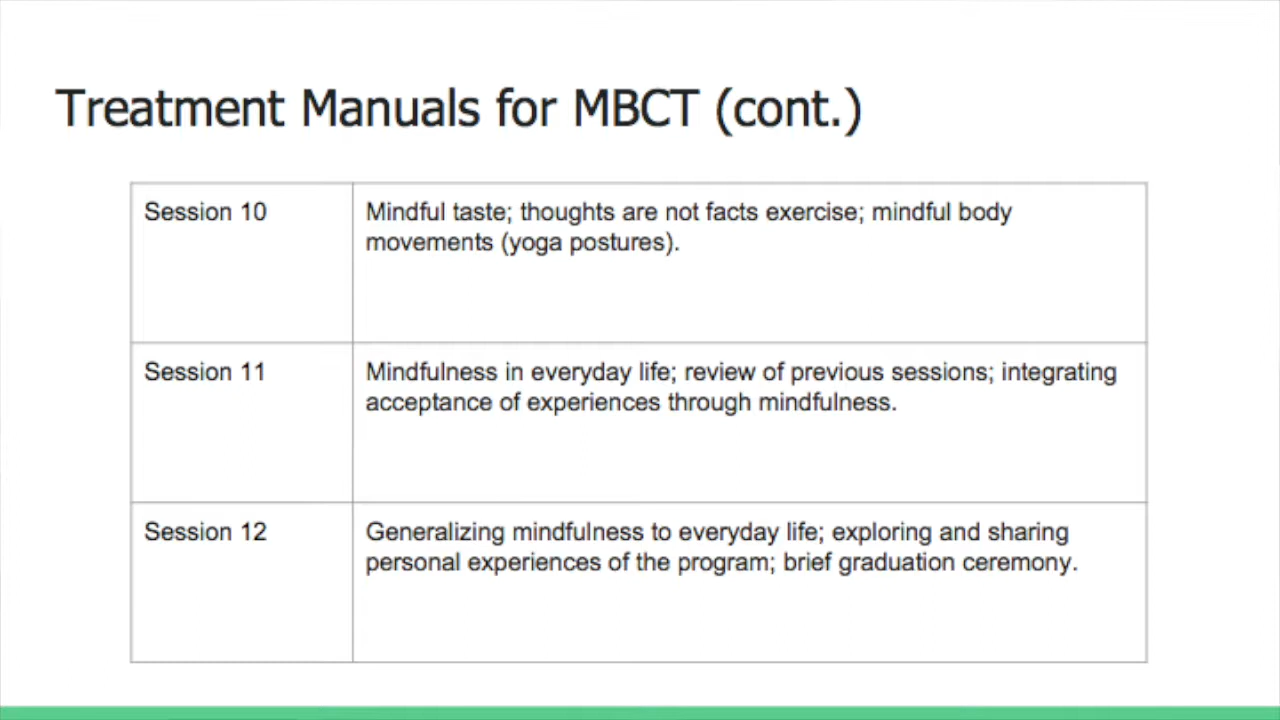 Treatment Manuals for MBCT (cont.)
Session 10
Mindful taste; thoughts are not facts exercise; mindful body
movements (yoga postures).
Session 11
Mindfulness in everyday life; review of previous sessions; integrating
acceptance of experiences through mindfulness.
Session 12
Generalizing mindfulness to everyday life; exploring and sharing
personal experiences of the program; brief graduation ceremony.